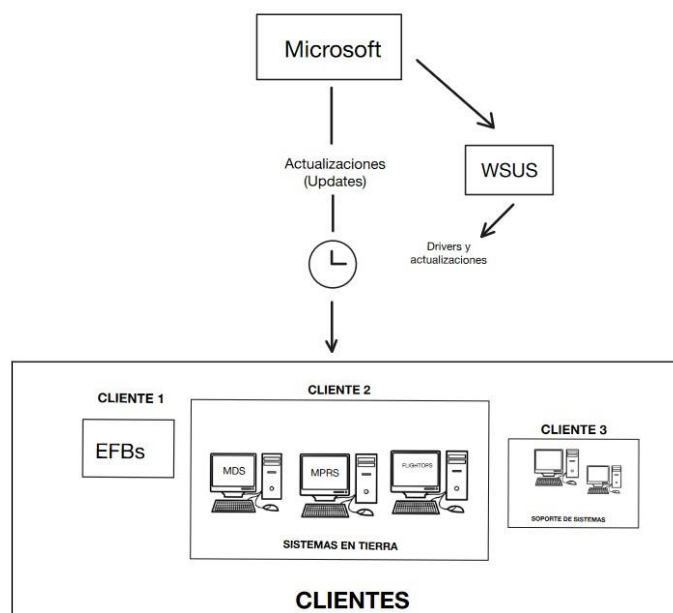 Microsoft
Actualizaciones
(Updates)
WSUS
Drivers y
actualizaciones
CLIENTE 1
EFBs
CLIENTE 2
MDS
MPRS
FLIGHTOPS
SISTEMAS EN TIERRA
CLIENTE 3
SOPORTE DE SISTEMAS
CLIENTES